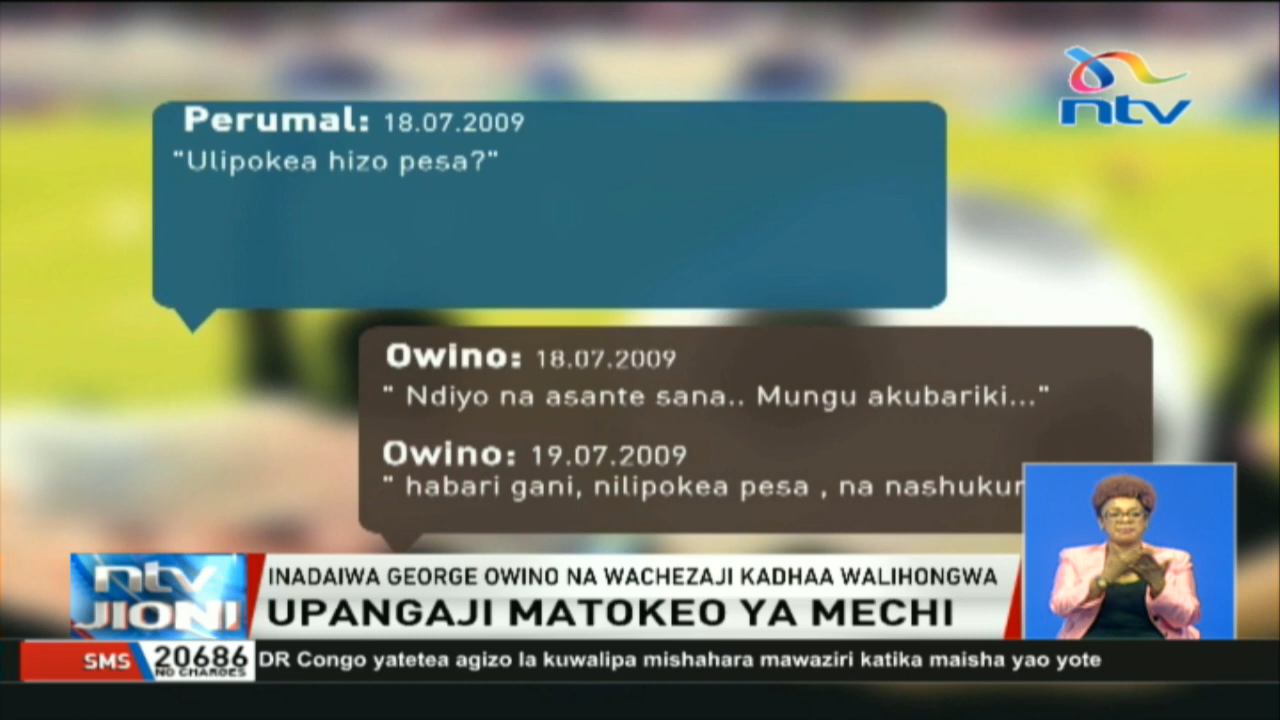 ntv
Perumal: 18.07.2009
"Ulipokea hizo pesa?"
Owino: 18.07.2009
" Ndiyo na asante sana.. Mungu akubariki..."
Owino: 19.07.2009
" habari gani, nilipokea pesa , na
ntv
JIONI
INADAIWA GEORGE OWINO NA WACHEZAJI KADHAA WALIHONGWA
UPANGAJI MATOKEO YA MECHI
SMS 20686
NO CHARGES
DR Congo yatetea agizo la kuwalipa mishahara mawaziri katika maisha yao yote